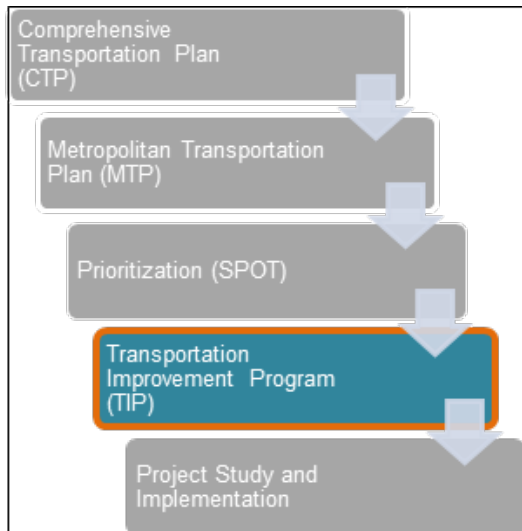 Comprehensive
Transportation Plan
(CTP)
Metropolitan Transportation
Plan (MTP)
Prioritization (SPOT)
Transportation
Improvement Program
(TIP)
Project Study and
Implementation